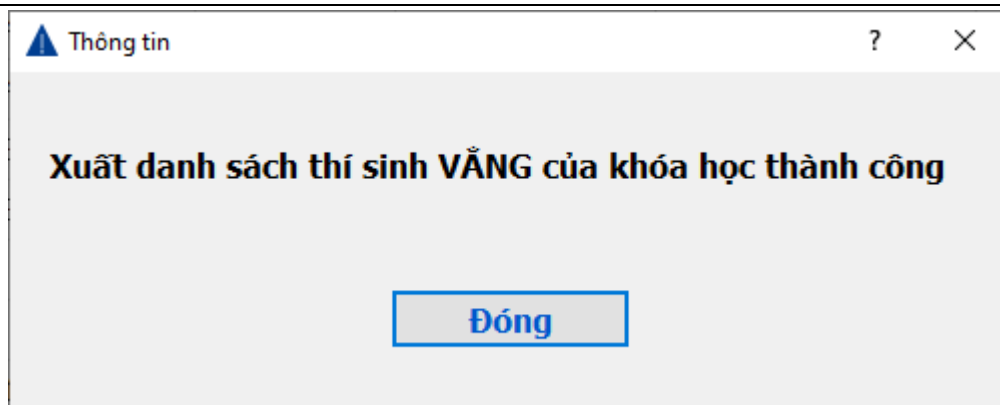 Thông tin
Xuất danh sách thí sinh VẮNG của khóa học thành công
Đóng